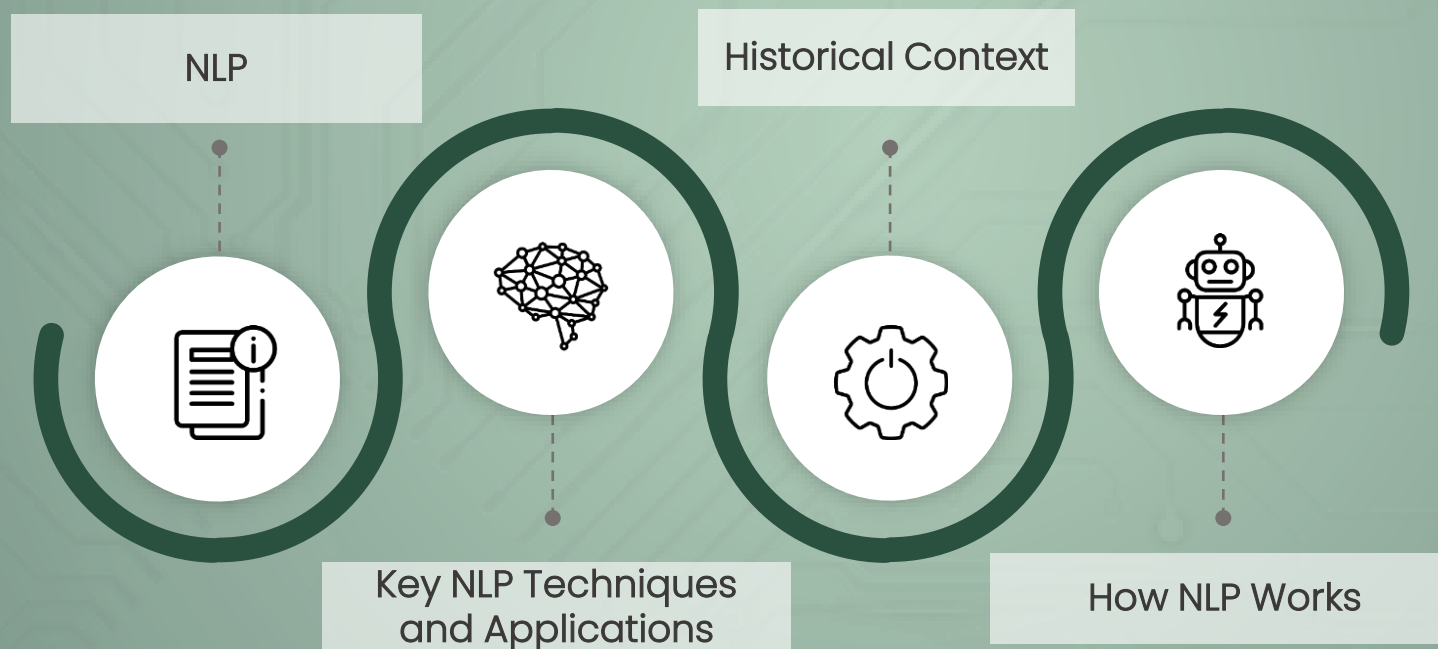 NLP
Key NLP Techniques
and Applications
Historical Context
How NLP Works